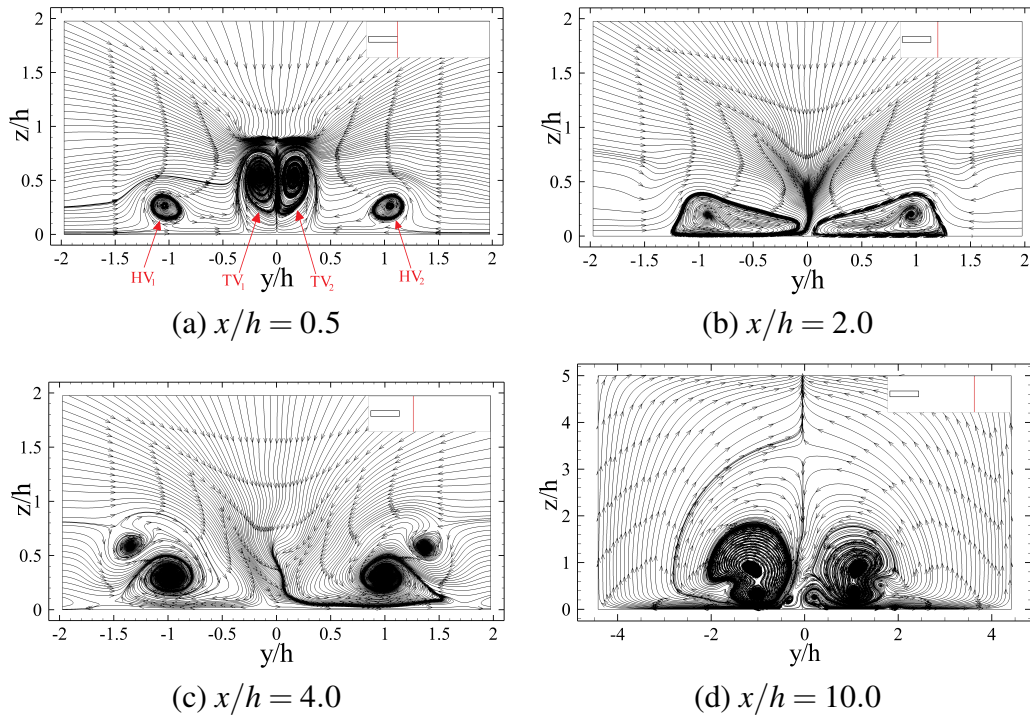 2
1.5
1
0.5
0
z/h
-2 -1.5 -1 -0.5 0 0.5 1 1.5 2
HV1 TV1 y/h TV2 HV2
(a) x/h = 0.5
2
1.5
1
0.5
0
z/h
-2 -1.5 -1 -0.5 0 0.5 1 1.5 2
y/h
(b) x/h = 2.0
2
1.5
1
0.5
0
z/h
-2 -1.5 -1 -0.5 0 0.5 1 1.5 2
y/h
(c) x/h = 4.0
5
4
3
2
1
0
z/h
-4 -2 0 2 4
y/h
(d) x/h = 10.0